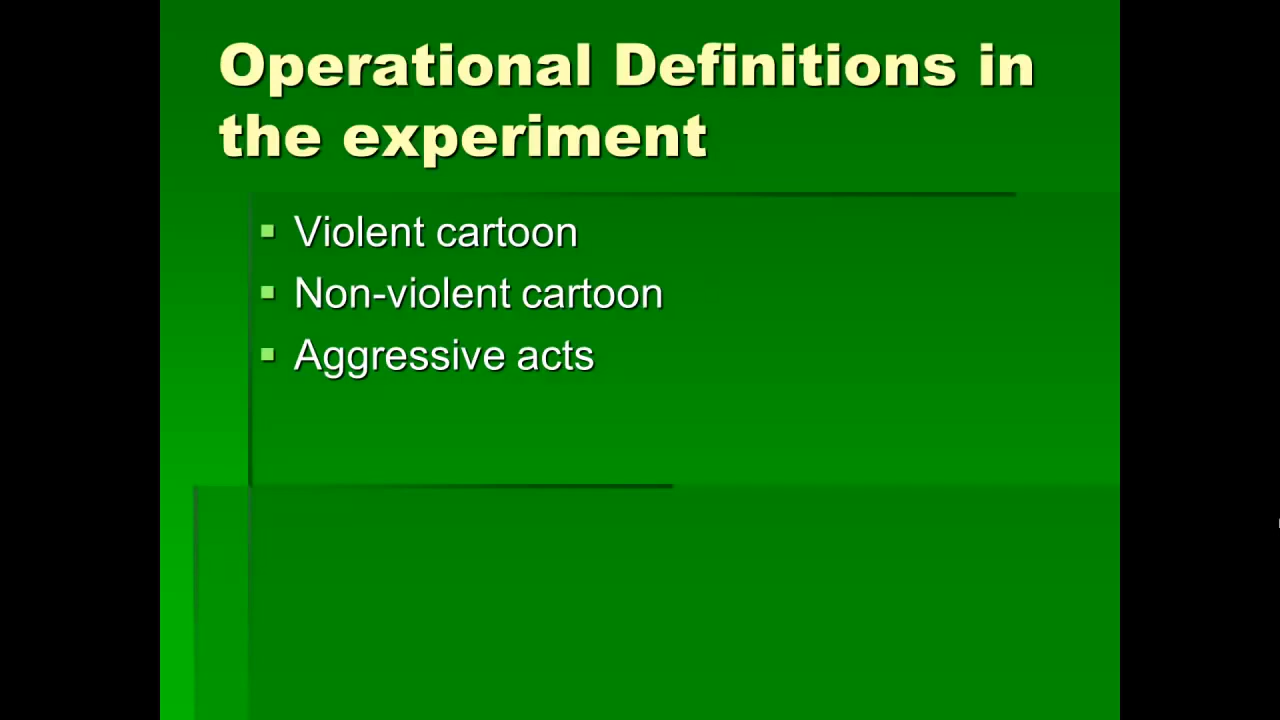 Operational Definitions in
the experiment
Violent cartoon
Non-violent cartoon
Aggressive acts